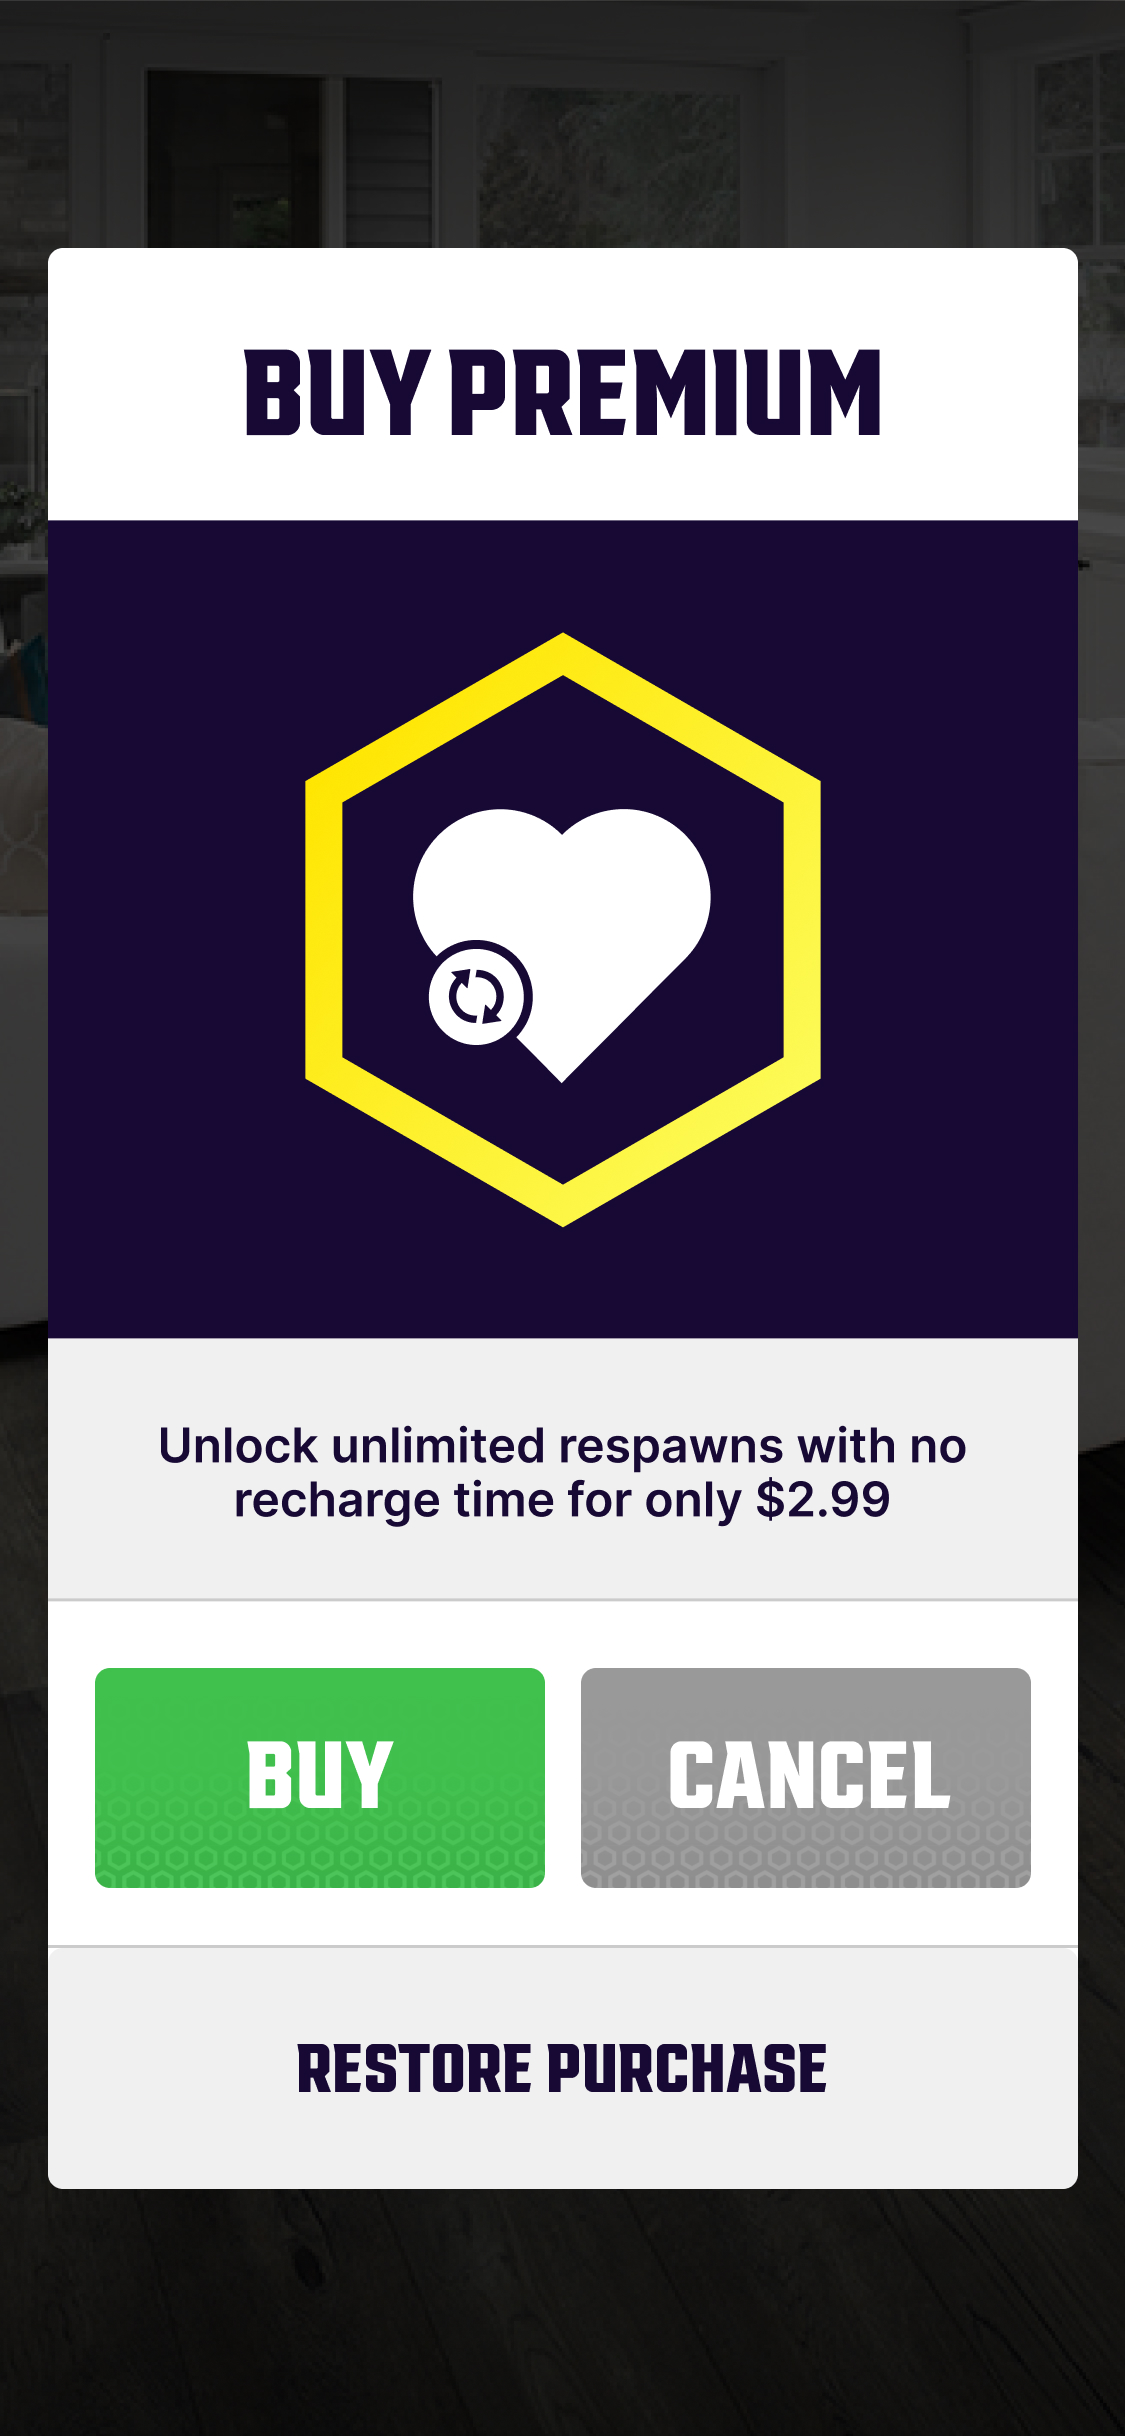 BUY PREMIUM
Unlock unlimited respawns with no
recharge time for only $2.99
BUY
CANCEL
RESTORE PURCHASE